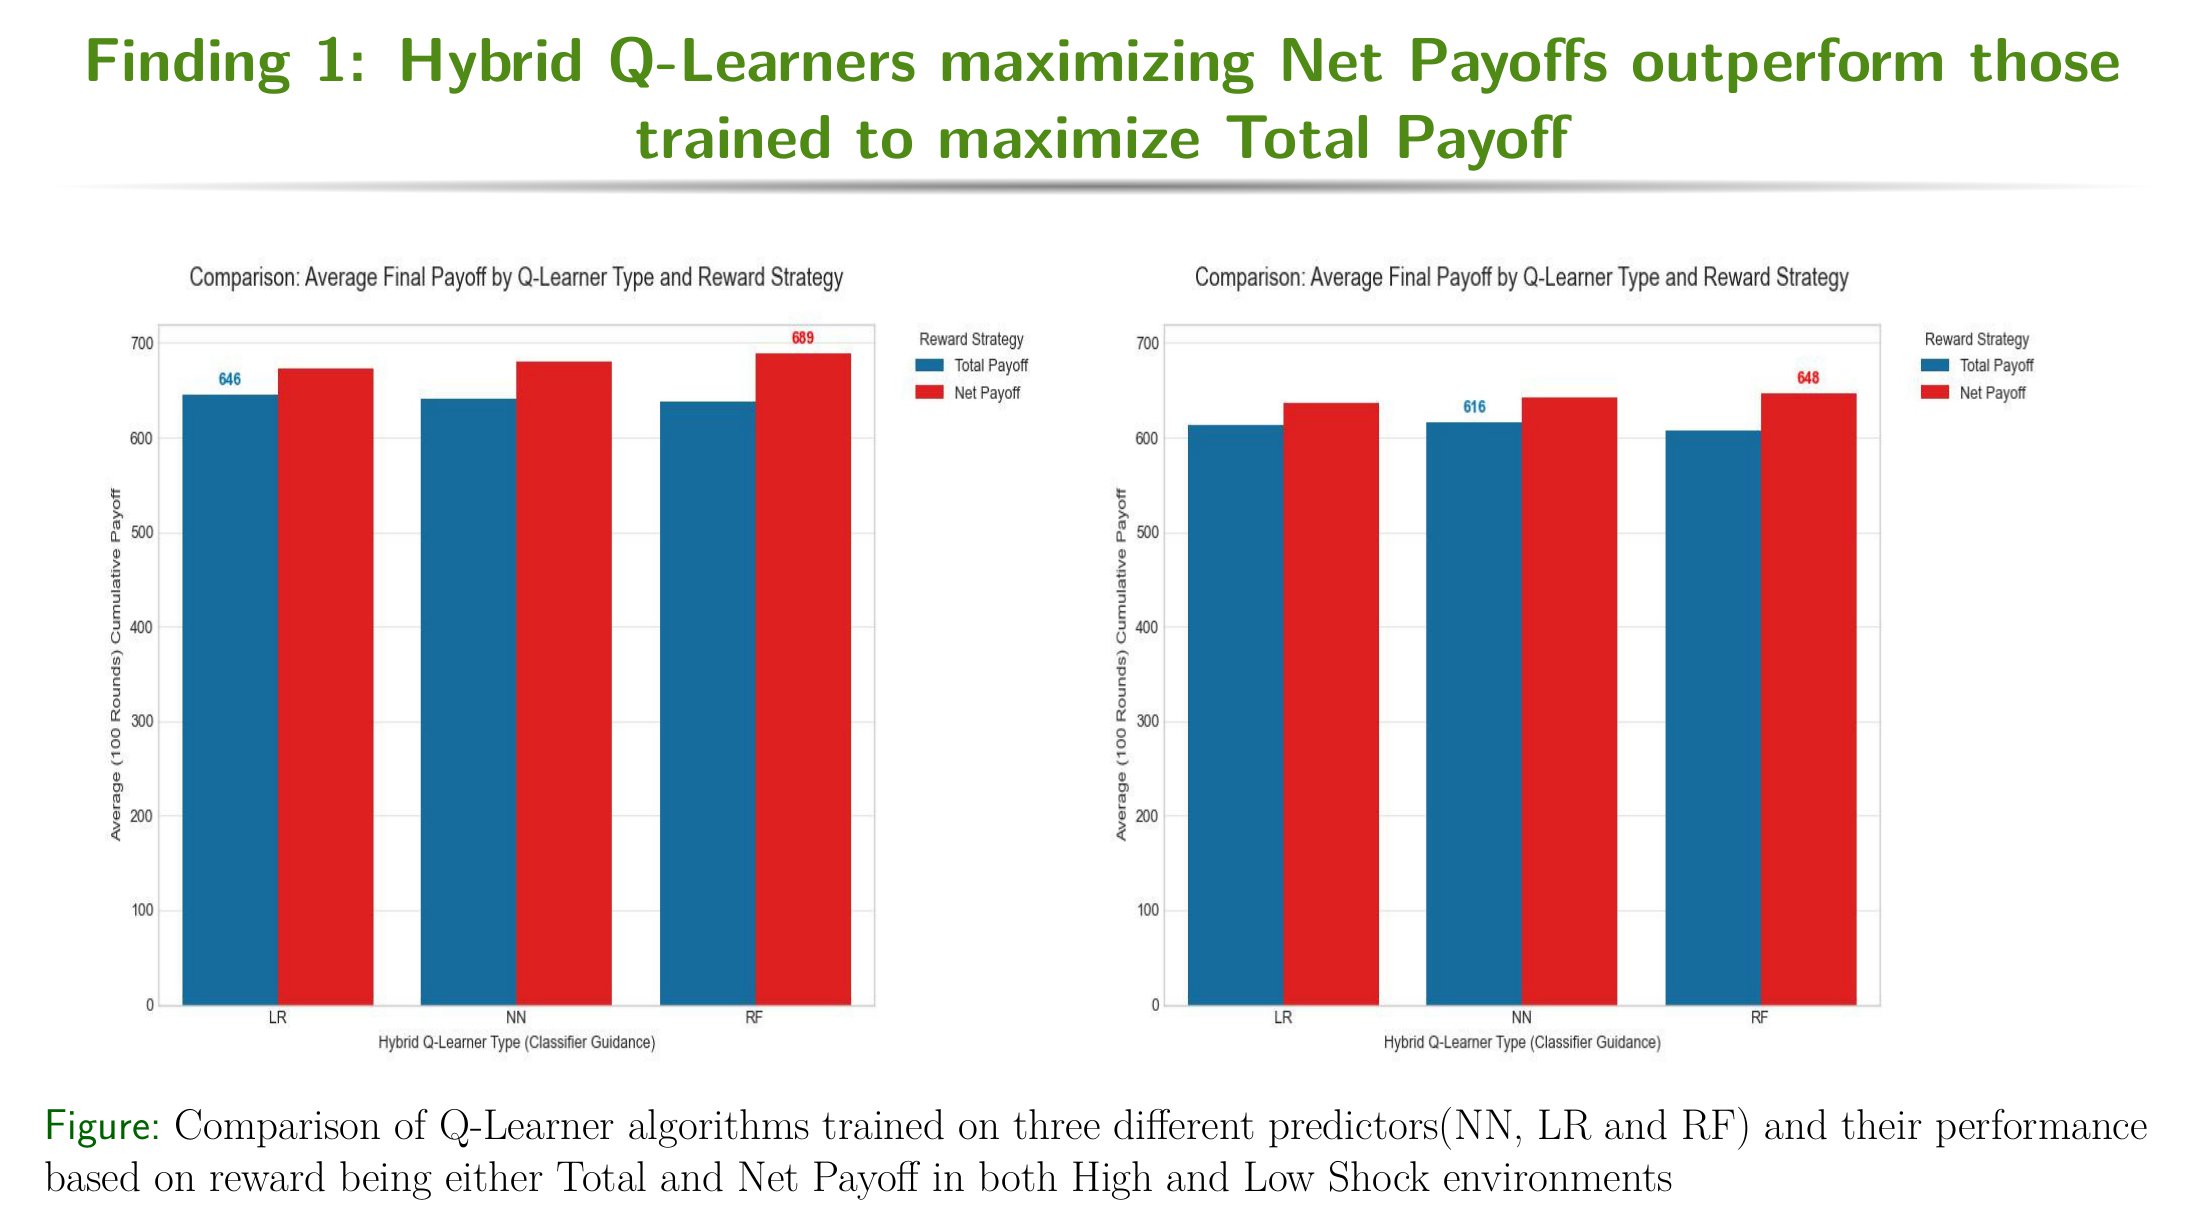 Finding 1: Hybrid Q-Learners maximizing Net Payoffs outperform those
trained to maximize Total Payoff
Comparison: Average Final Payoff by Q-Learner Type and Reward Strategy
Average (100 Rounds) Cumulative Payoff
700
600
500
400
300
200
100
0
646
689
LR
NN
RF
Hybrid Q-Learner Type (Classifier Guidance)
Reward Strategy
Total Payoff
Net Payoff
Comparison: Average Final Payoff by Q-Learner Type and Reward Strategy
Average (100 Rounds) Cumulative Payoff
700
600
500
400
300
200
100
0
616
648
LR
NN
RF
Hybrid Q-Learner Type (Classifier Guidance)
Reward Strategy
Total Payoff
Net Payoff
Figure: Comparison of Q-Learner algorithms trained on three different predictors(NN, LR and RF) and their performance
based on reward being either Total and Net Payoff in both High and Low Shock environments